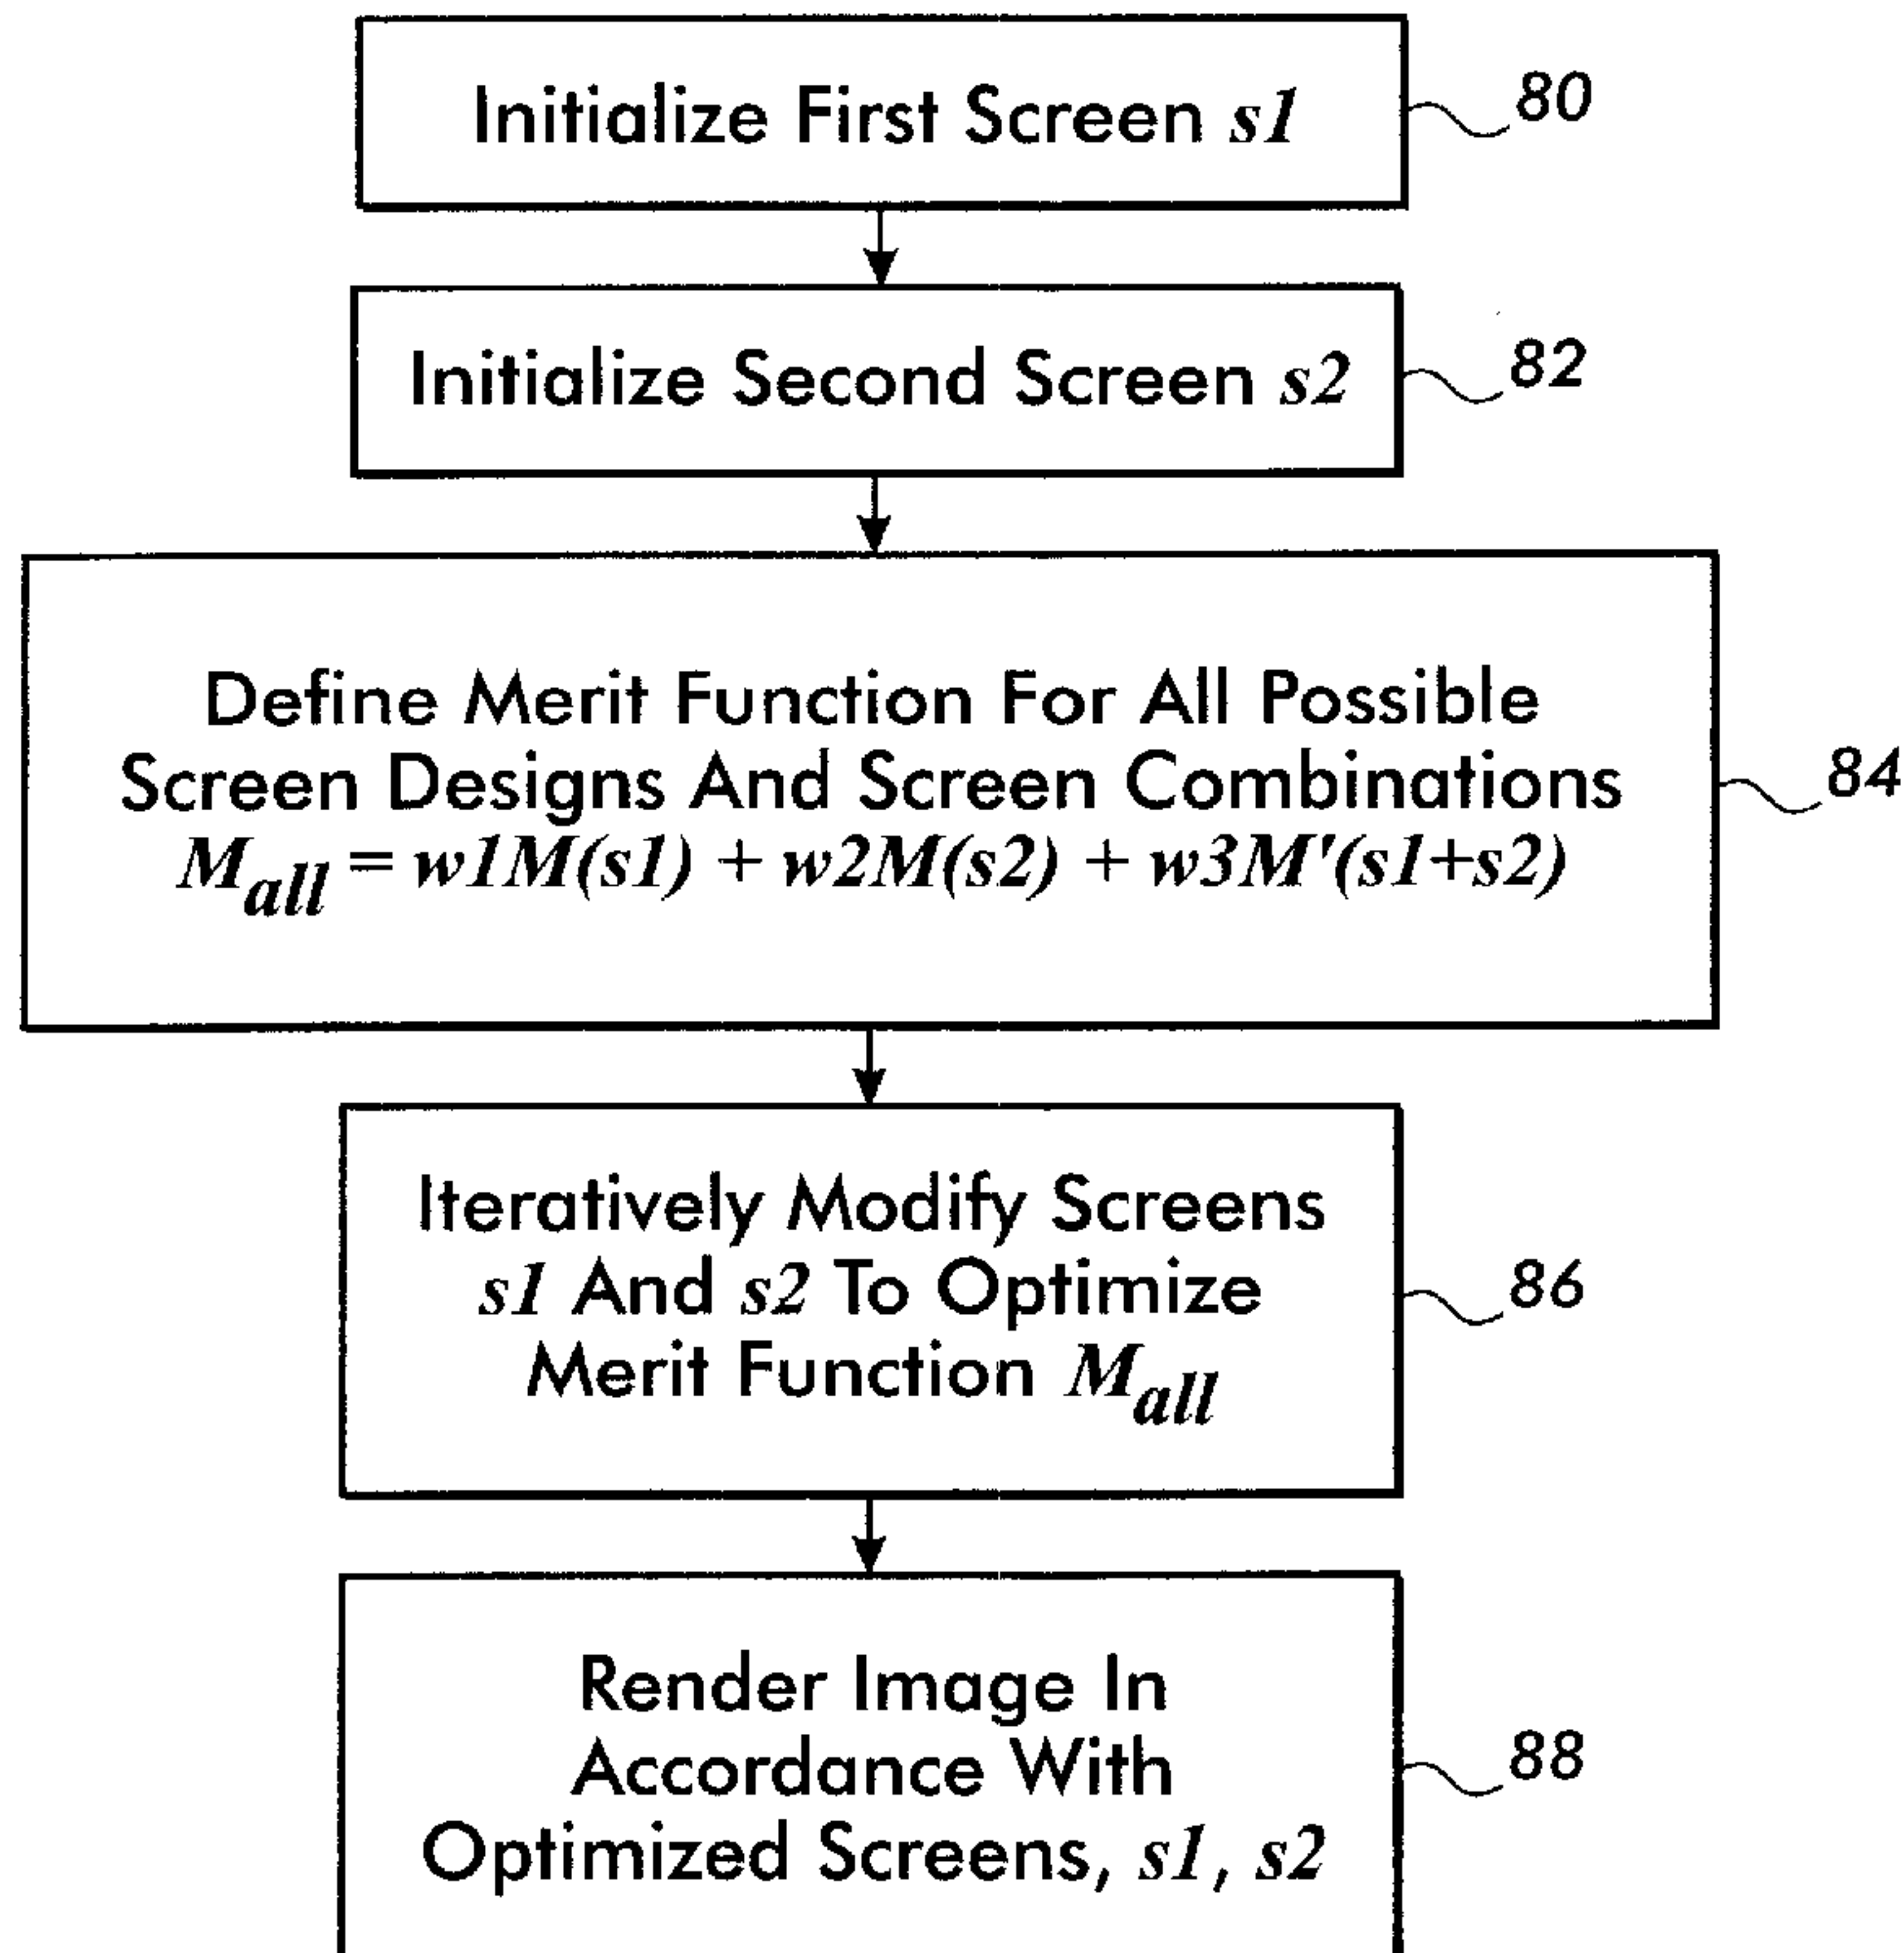 Initialize First Screen s1
80
Initialize Second Screen s2
82
Define Merit Function For All Possible
Screen Designs And Screen Combinations
M_all = w1M(s1) + w2M(s2) + w3M'(s1+s2)
84
Iteratively Modify Screens
s1 And s2 To Optimize
Merit Function M_all
86
Render Image In
Accordance With
Optimized Screens, s1, s2
88